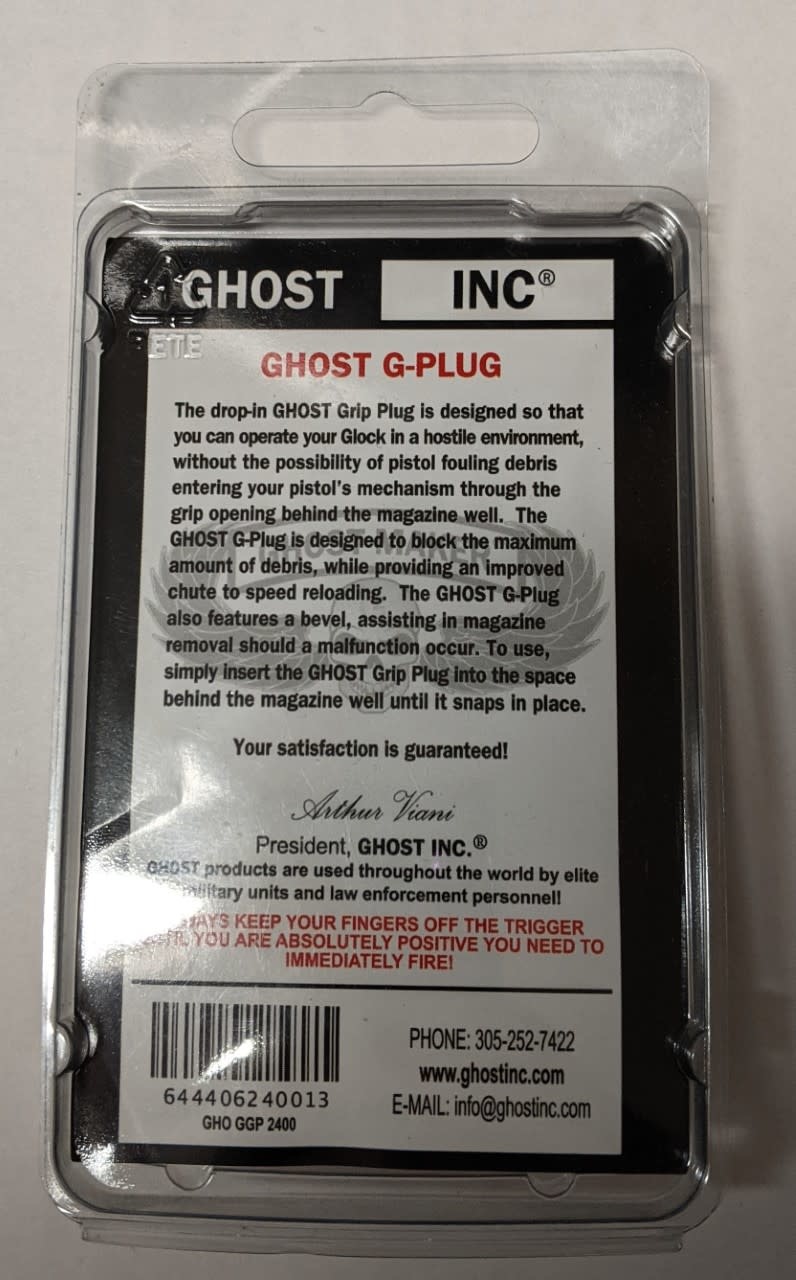 GHOST INC®
GHOST G-PLUG
The drop-in GHOST Grip Plug is designed so that
you can operate your Glock in a hostile environment,
without the possibility of pistol fouling debris
entering your pistol's mechanism through the
grip opening behind the magazine well. The
GHOST G-Plug is designed to block the maximum
amount of debris, while providing an improved
chute to speed reloading. The GHOST G-Plug
also features a bevel, assisting in magazine
removal should a malfunction occur. To use,
simply insert the GHOST Grip Plug into the space
behind the magazine well until it snaps in place.
Your satisfaction is guaranteed!
Arthur Viani
President, GHOST INC.®
GHOST products are used throughout the world by elite
military units and law enforcement personnel!
KEEP YOUR FINGERS OFF THE TRIGGER
YOU ARE ABSOLUTELY POSITIVE YOU NEED TO
IMMEDIATELY FIRE!
644406240013
GHO GGP 2400
PHONE: 305-252-7422
www.ghostinc.com
E-MAIL: info@ghostinc.com